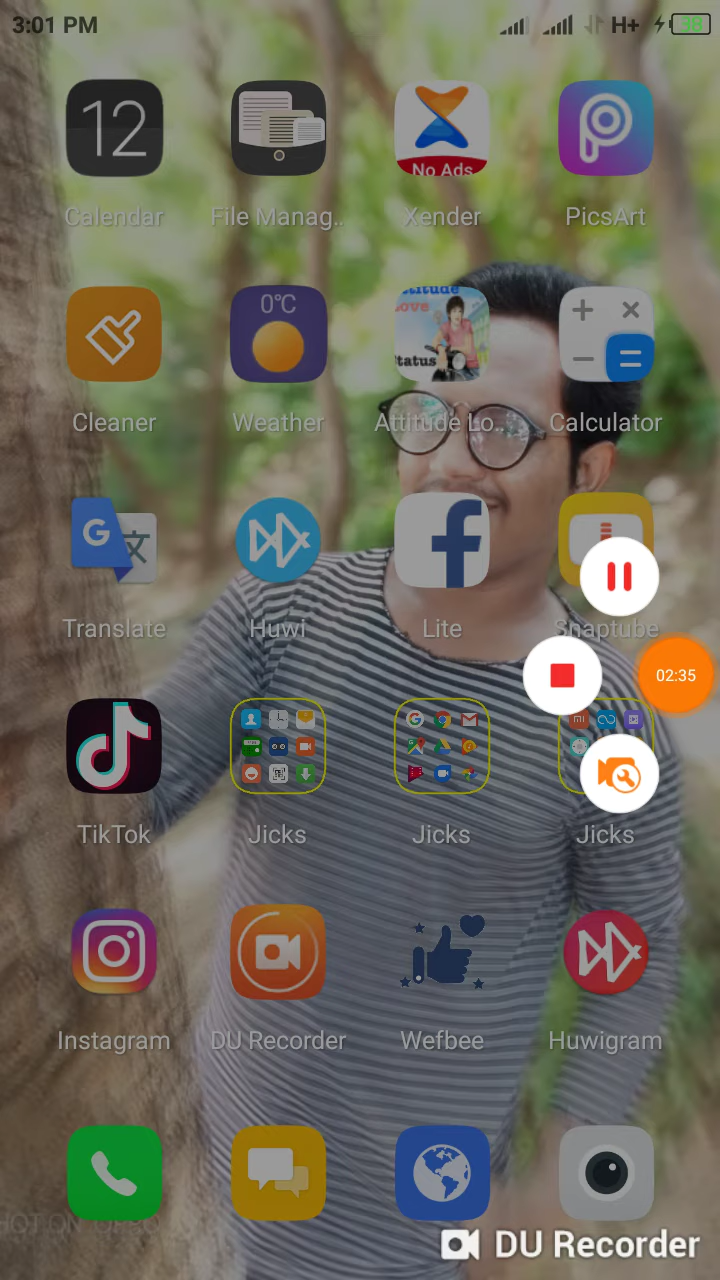 3:01 PM H+ 38
12
No Ads
Calendar File Manag.. Xender PicsArt
0°C
Cleaner Weather Attitude Lo.. Calculator
G 文
Translate Huwi Lite Snaptube
02:35
TikTok Jicks Jicks Jicks
Instagram DU Recorder Wefbee Huwigram
DU Recorder